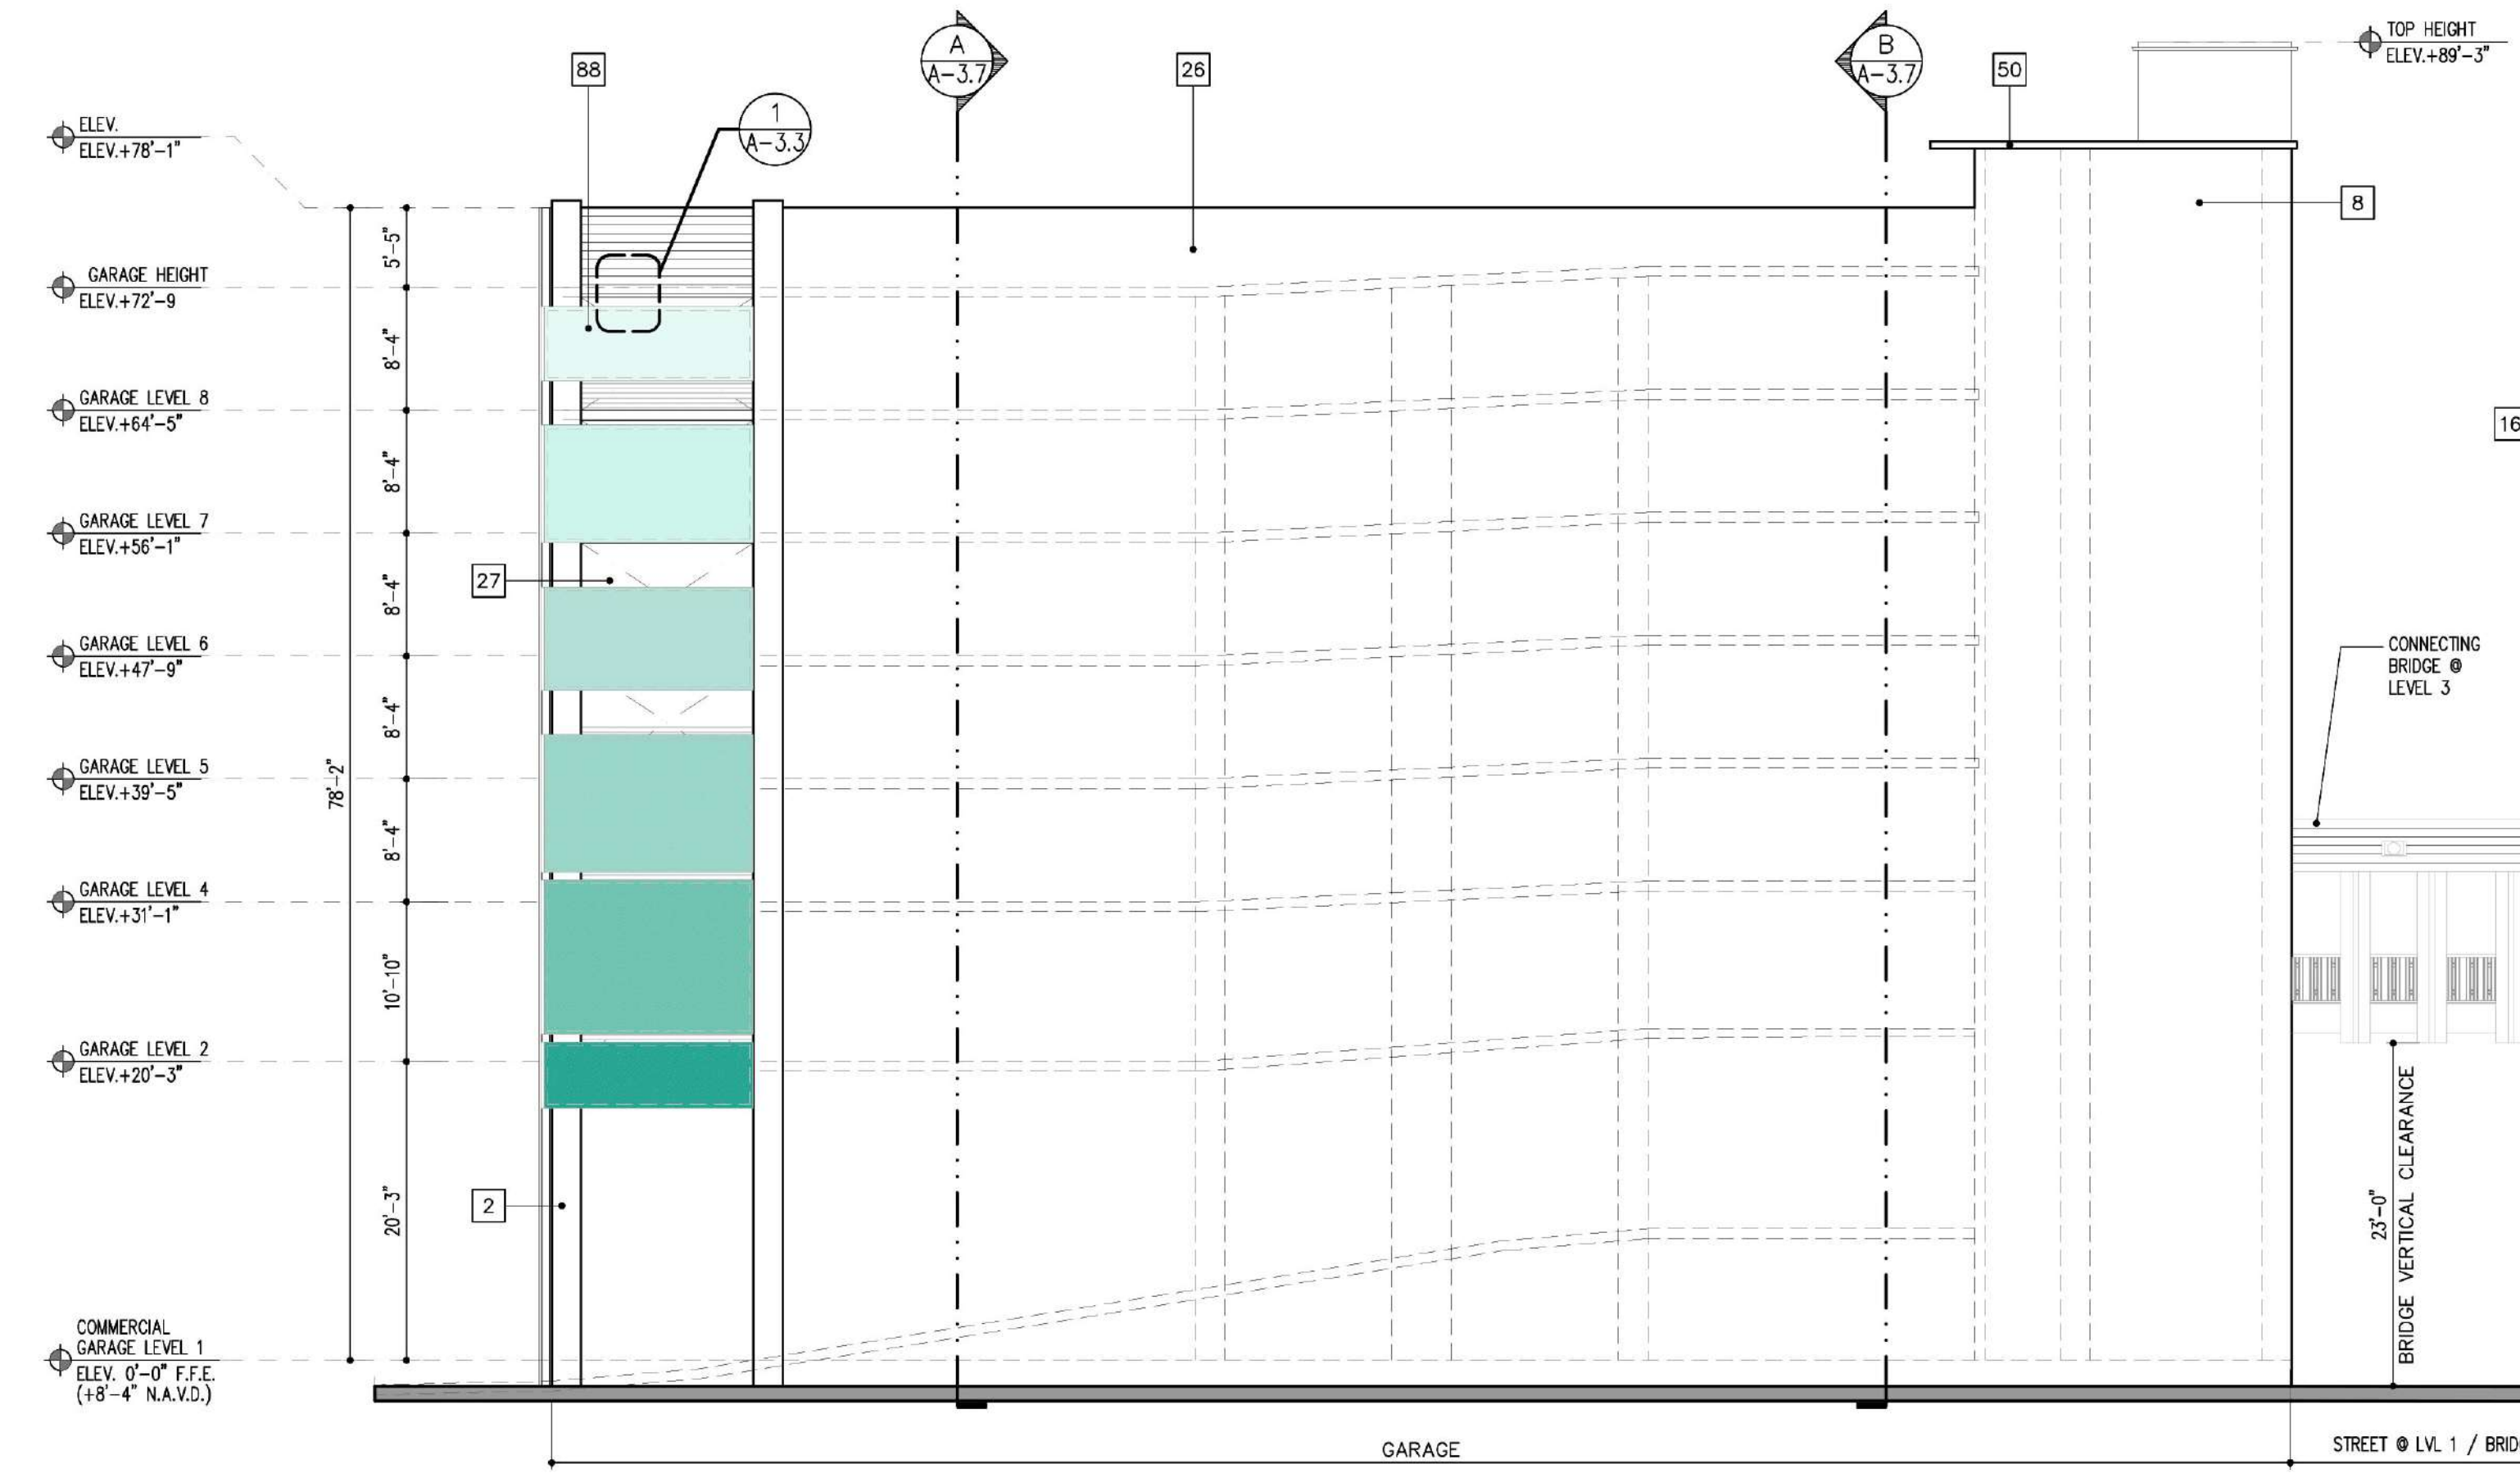 TOP HEIGHT
ELEV.+89'-3"
A
A-3.7
B
A-3.7
88
26
50
1
A-3.3
ELEV.
ELEV.+78'-1"
8
5'-5"
GARAGE HEIGHT
ELEV.+72'-9
8'-4"
GARAGE LEVEL 8
ELEV.+64'-5"
16
8'-4"
GARAGE LEVEL 7
ELEV.+56'-1"
27
8'-4"
GARAGE LEVEL 6
ELEV.+47'-9"
CONNECTING
BRIDGE @
LEVEL 3
8'-4"
GARAGE LEVEL 5
ELEV.+39'-5"
78'-2"
8'-4"
GARAGE LEVEL 4
ELEV.+31'-1"
10'-10"
GARAGE LEVEL 2
ELEV.+20'-3"
2
20'-3"
23'-0"
BRIDGE VERTICAL CLEARANCE
COMMERCIAL
GARAGE LEVEL 1
ELEV. 0'-0" F.F.E.
(+8'-4" N.A.V.D.)
GARAGE
STREET @ LVL 1 / BRID